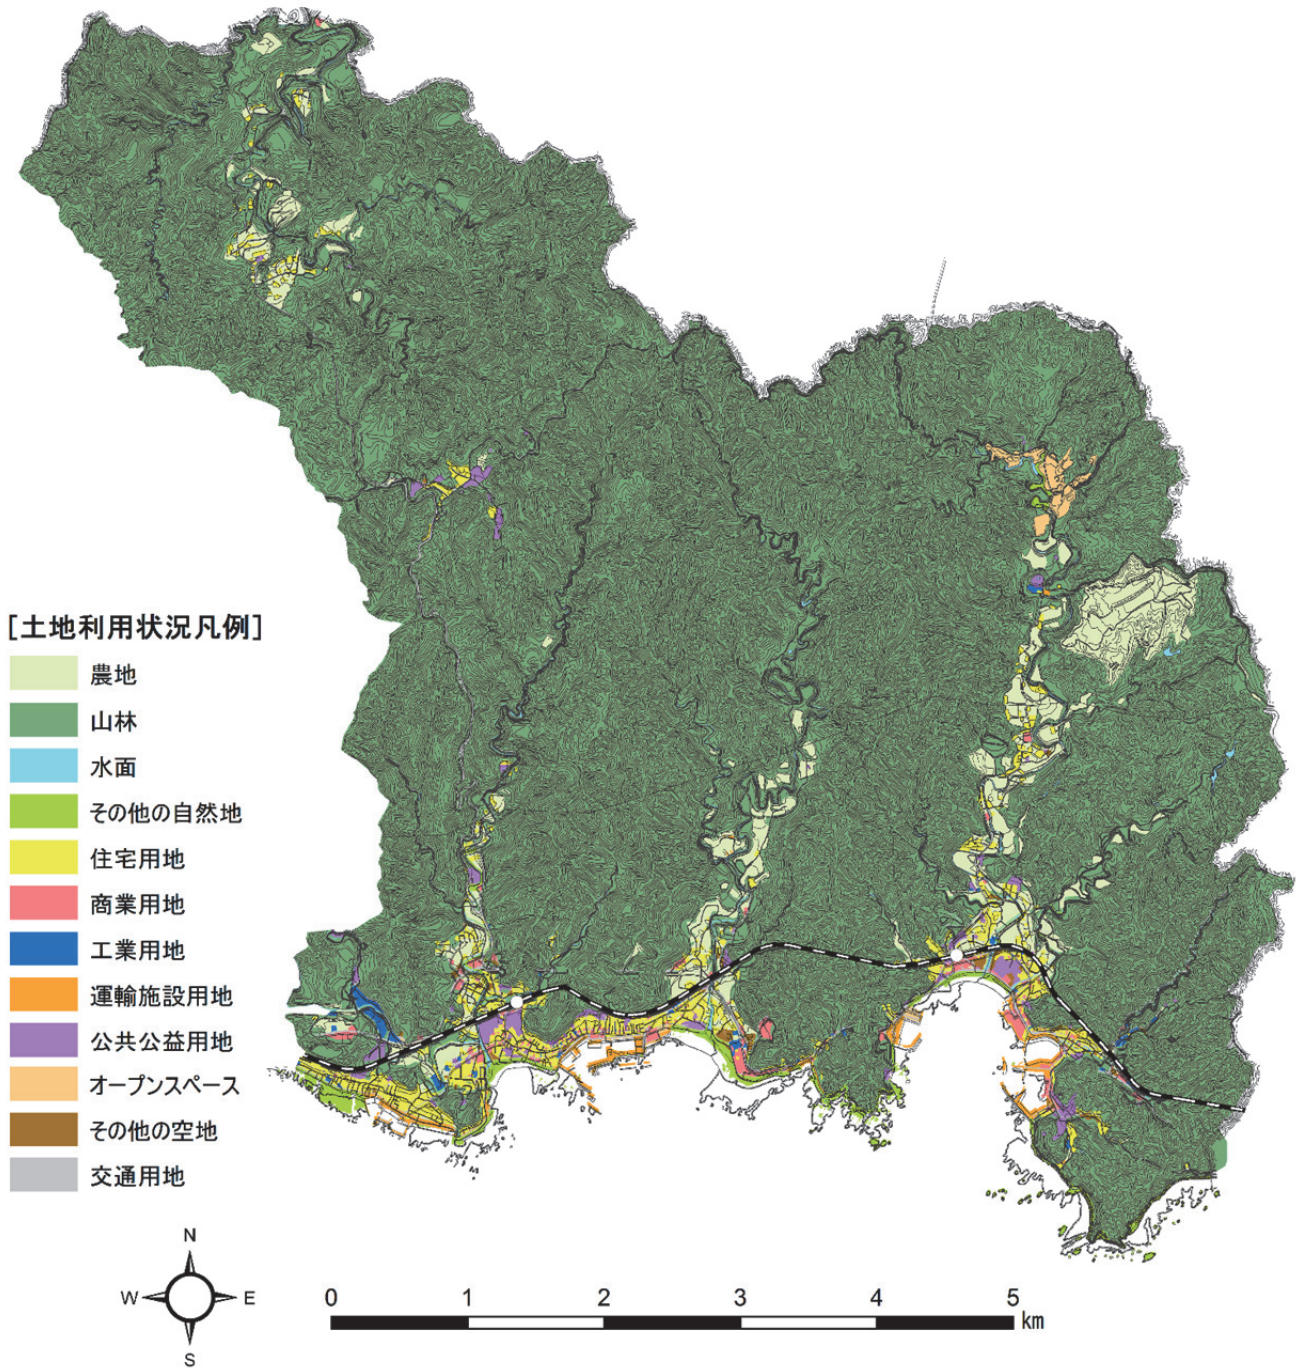 [土地利用状況凡例]
農地
山林
水面
その他の自然地
住宅用地
商業用地
工業用地
運輸施設用地
公共公益用地
オープンスペース
その他の空地
交通用地
N
W E
S
0 1 2 3 4 5
km